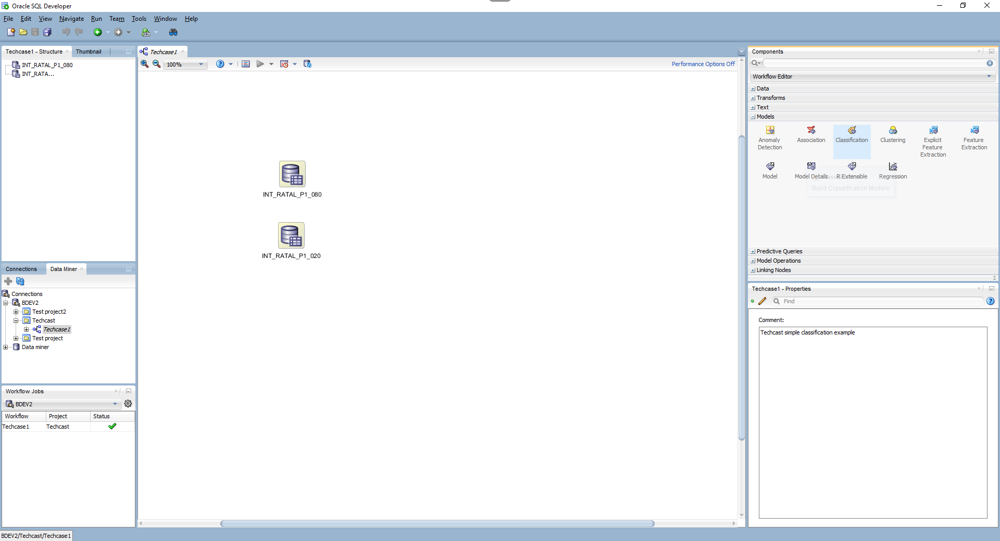 Oracle SQL Developer
File Edit View Navigate Run Team Tools Window Help
Techcase1 - Structure
Thumbnail
INT_RATAL_P1_080
INT_RATA...
Techcase1
100%
Performance Options Off
INT_RATAL_P1_080
INT_RATAL_P1_020
Connections
Data Miner
Connections
BDEV2
Test project2
Techcast
Techcase1
Test project
Data miner
Workflow Jobs
BDEV2
Workflow Project Status
Techcase1 Techcast
Components
Workflow Editor
Data
Transforms
Text
Models
Anomaly Detection
Association
Classification
Clustering
Explicit Feature Extraction
Feature Extraction
Model
Model Details
R Extensible
Regression
Build Classification Models
Predictive Queries
Model Operations
Linking Nodes
Techcase1 - Properties
Find
Comment:
Techcast simple classification example
BDEV2/Techcast/Techcase1